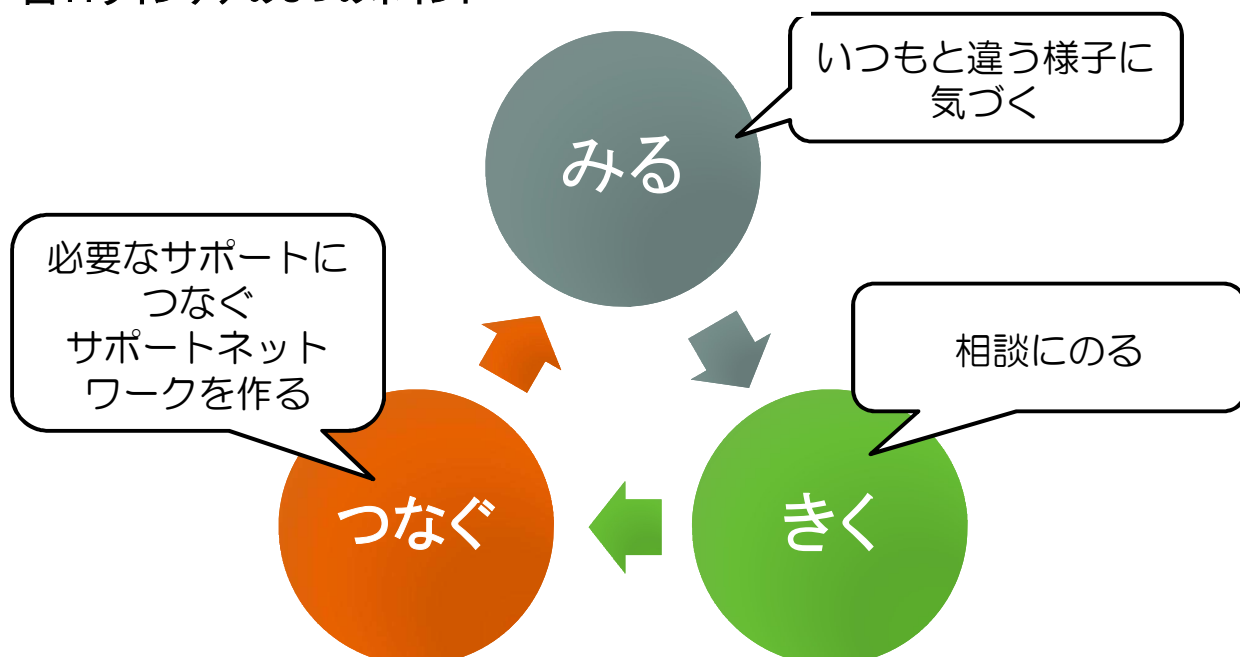 みる
いつもと違う様子に
気づく
きく
相談にのる
つなぐ
必要なサポートに
つなぐ
サポートネット
ワークを作る